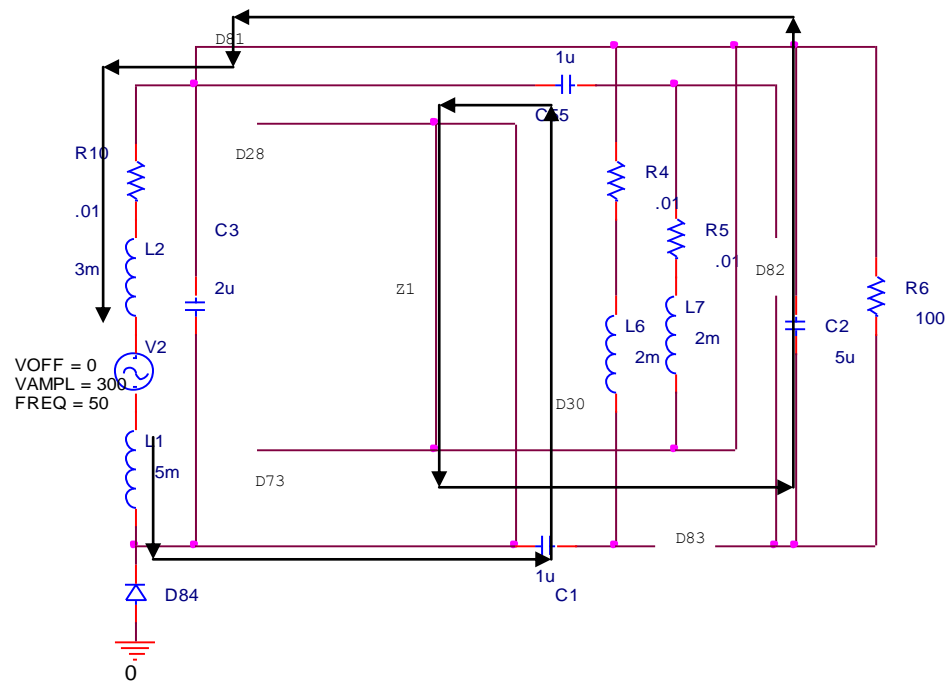 D81
1u
C55
R10
.01
D28
R4
.01
C3
R5
.01
L2
3m
D82
Z1
2u
R6
100
L6
2m
L7
2m
C2
5u
V2
VOFF = 0
VAMPL = 300
FREQ = 50
D30
L1
5m
D73
D83
1u
C1
D84
0